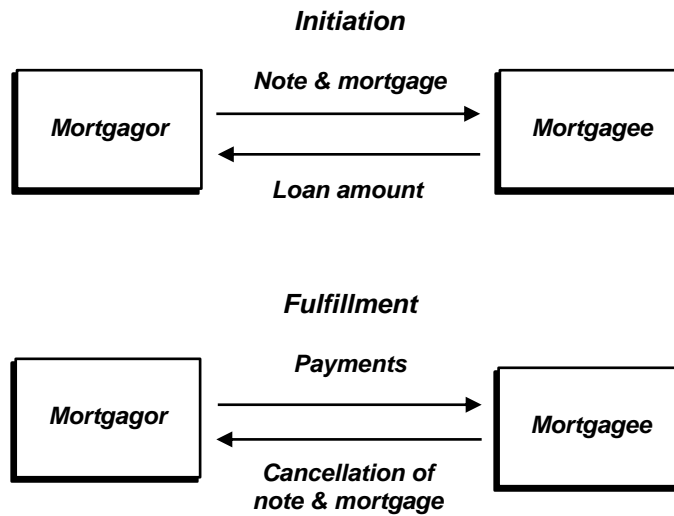 Initiation
Note & mortgage
Mortgagor
Mortgagee
Loan amount
Fulfillment
Payments
Mortgagor
Mortgagee
Cancellation of
note & mortgage